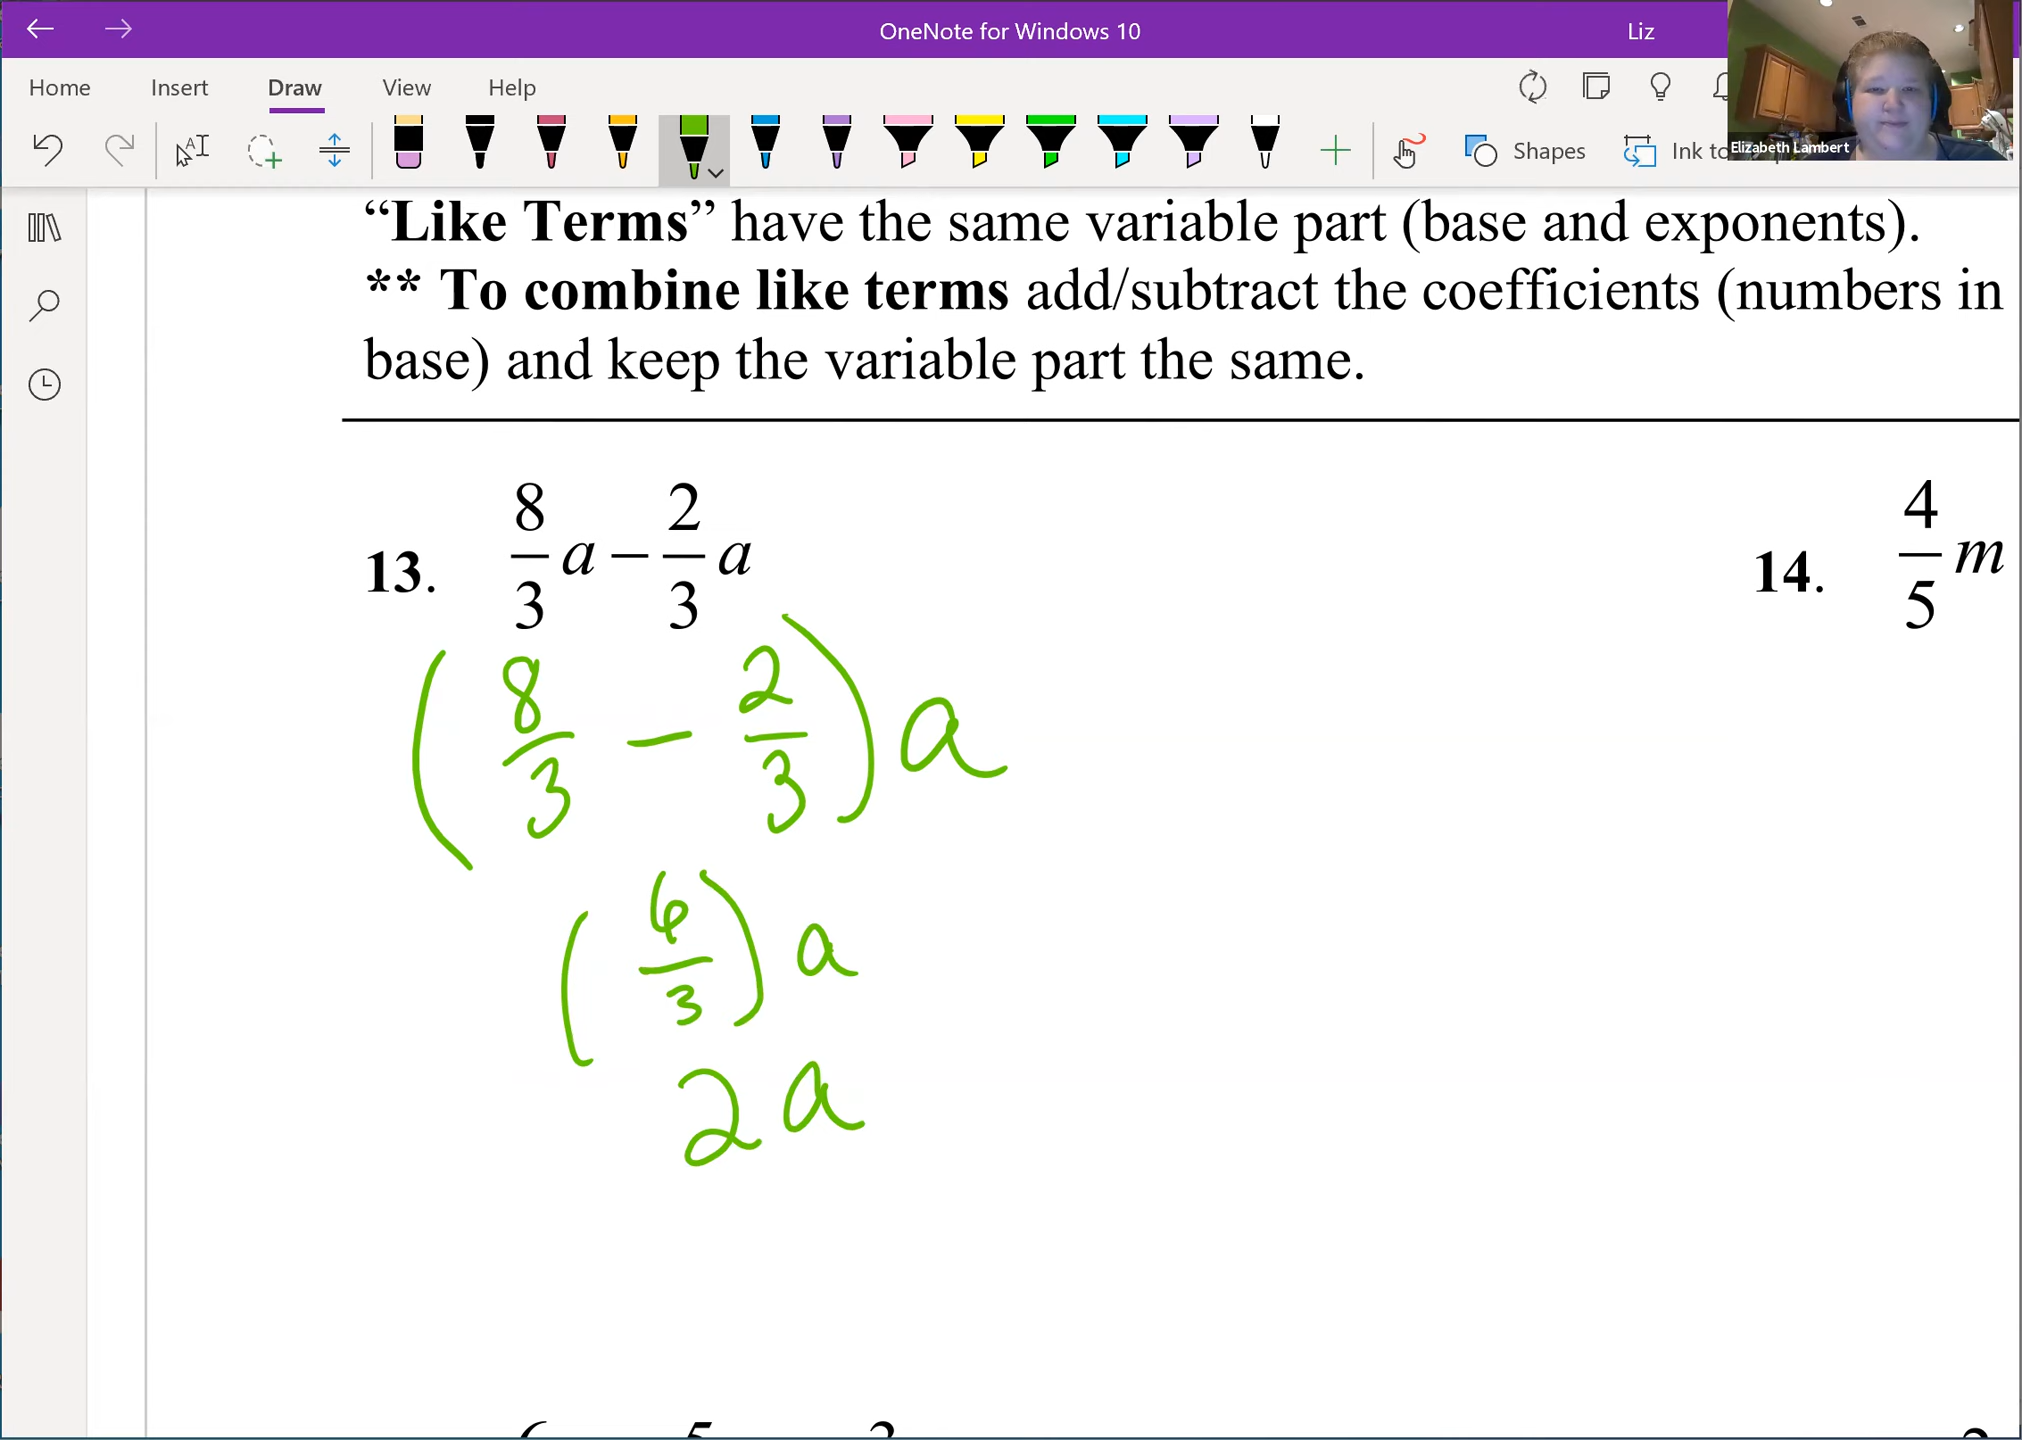 OneNote for Windows 10
Liz
Home Insert Draw View Help
Shapes
Ink to
Elizabeth Lambert
“Like Terms” have the same variable part (base and exponents).
** To combine like terms add/subtract the coefficients (numbers in
base) and keep the variable part the same.
13. 8/3 a − 2/3 a
14. 4/5 m
(8/3 − 2/3) a
(6/3) a
2a